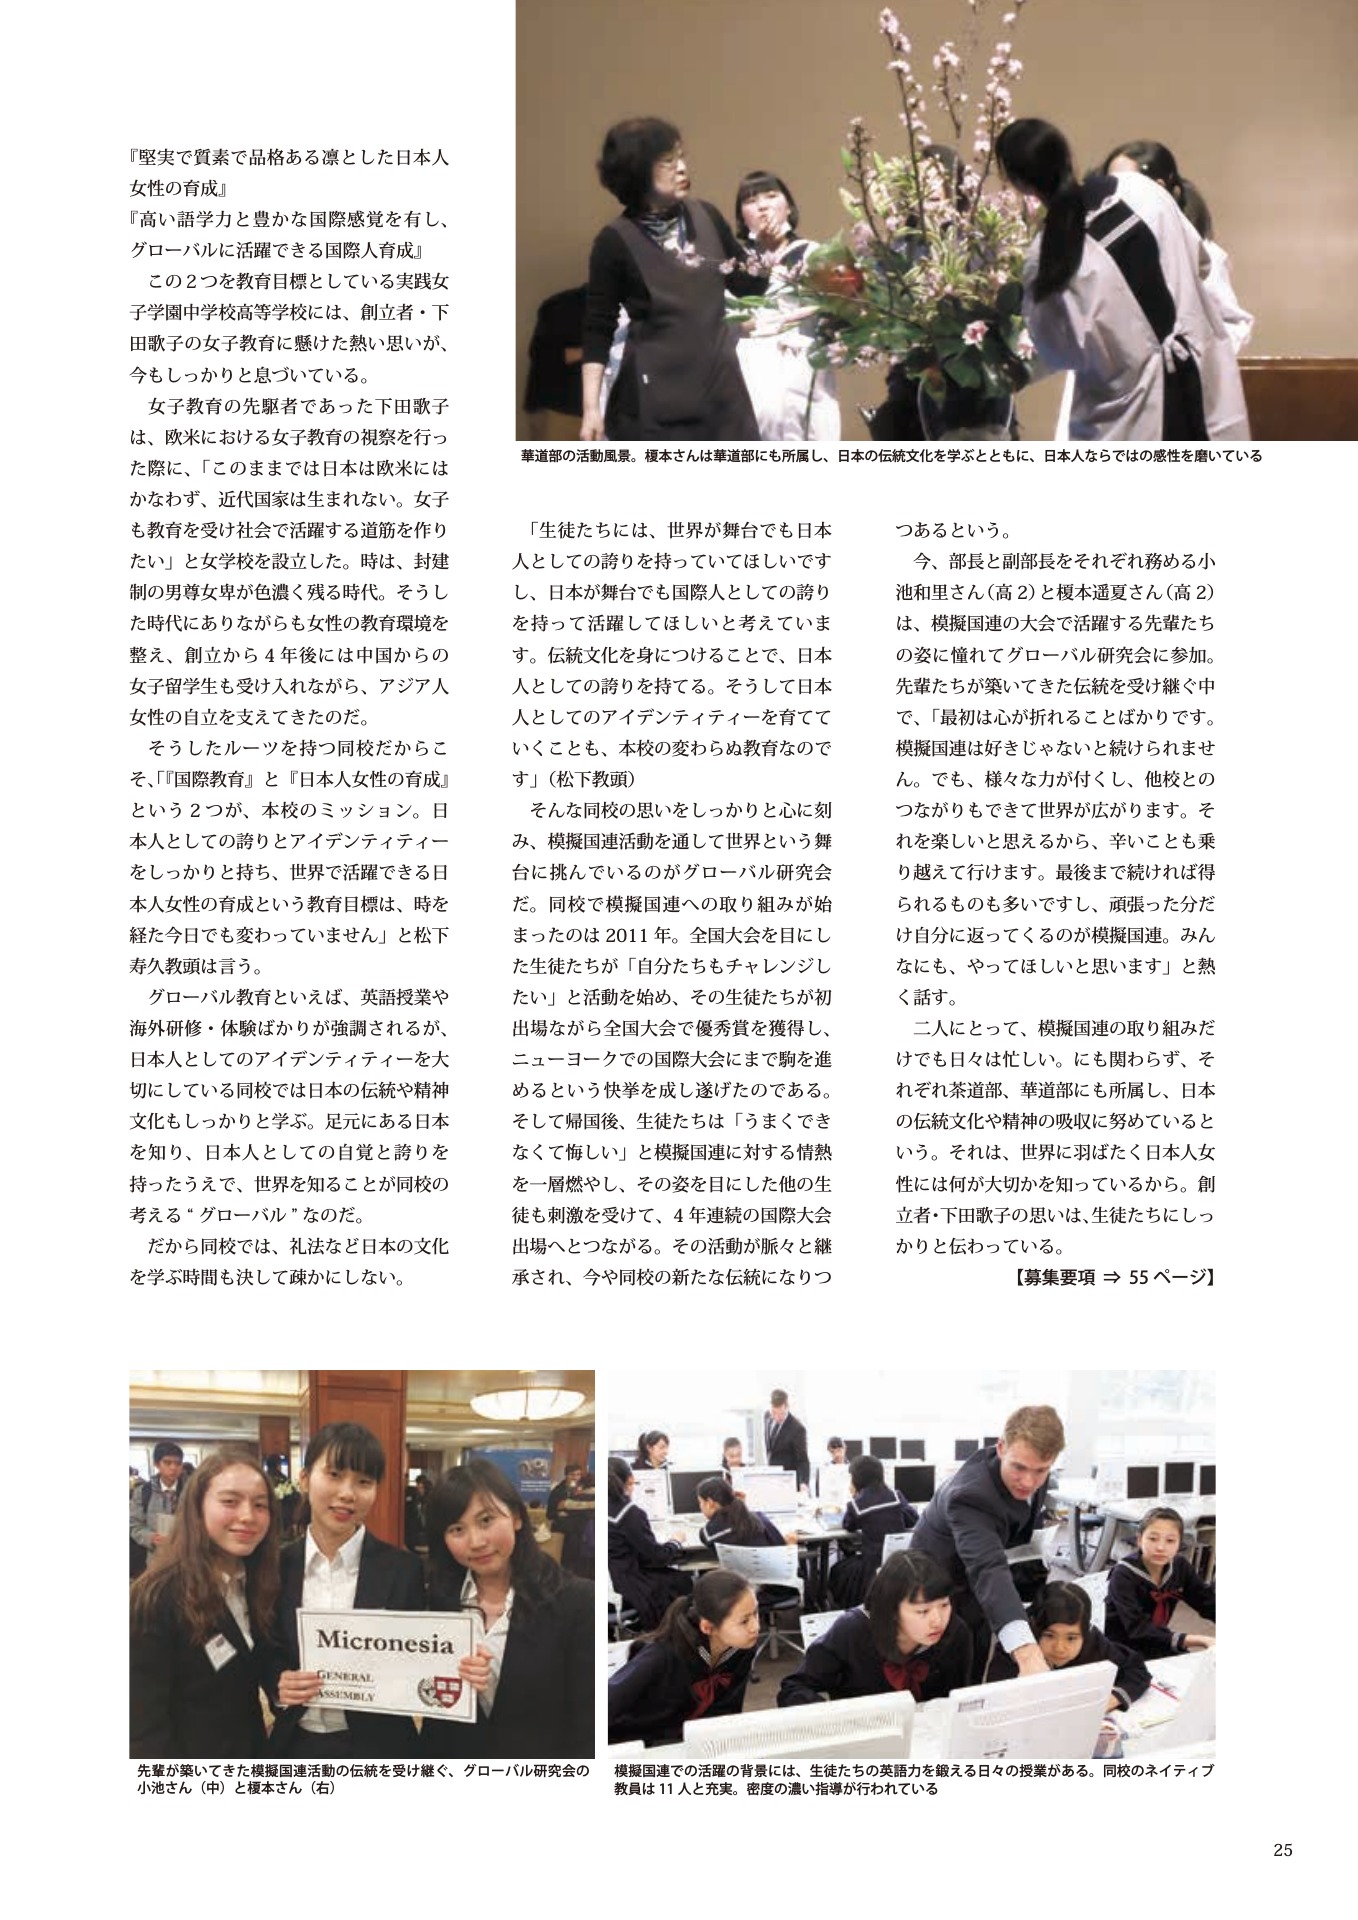 『堅実で質素で品格ある凛とした日本人
女性の育成』
『高い語学力と豊かな国際感覚を有し、
グローバルに活躍できる国際人育成』
　この２つを教育目標としている実践女
子学園中学校高等学校には、創立者・下
田歌子の女子教育に懸けた熱い思いが、
今もしっかりと息づいている。
　女子教育の先駆者であった下田歌子
は、欧米における女子教育の視察を行っ
た際に、「このままでは日本は欧米には
かなわず、近代国家は生まれない。女子
も教育を受け社会で活躍する道筋を作り
たい」と女学校を設立した。時は、封建
制の男尊女卑が色濃く残る時代。そうし
た時代にありながらも女性の教育環境を
整え、創立から 4 年後には中国からの
女子留学生も受け入れながら、アジア人
女性の自立を支えてきたのだ。
　そうしたルーツを持つ同校だからこ
そ、「『国際教育』と『日本人女性の育成』
という２つが、本校のミッション。日
本人としての誇りとアイデンティティー
をしっかりと持ち、世界で活躍できる日
本人女性の育成という教育目標は、時を
経た今日でも変わっていません」と松下
寿久教頭は言う。
　グローバル教育といえば、英語授業や
海外研修・体験ばかりが強調されるが、
日本人としてのアイデンティティーを大
切にしている同校では日本の伝統や精神
文化もしっかりと学ぶ。足元にある日本
を知り、日本人としての自覚と誇りを
持ったうえで、世界を知ることが同校の
考える “ グローバル ” なのだ。
　だから同校では、礼法など日本の文化
を学ぶ時間も決して疎かにしない。
華道部の活動風景。榎本さんは華道部にも所属し、日本の伝統文化を学ぶとともに、日本人ならではの感性を磨いている
「生徒たちには、世界が舞台でも日本
人としての誇りを持っていてほしいです
し、日本が舞台でも国際人としての誇り
を持って活躍してほしいと考えていま
す。伝統文化を身につけることで、日本
人としての誇りを持てる。そうして日本
人としてのアイデンティティーを育てて
いくことも、本校の変わらぬ教育なので
す」（松下教頭）
　そんな同校の思いをしっかりと心に刻
み、模擬国連活動を通して世界という舞
台に挑んでいるのがグローバル研究会
だ。同校で模擬国連への取り組みが始
まったのは 2011 年。全国大会を目にし
た生徒たちが「自分たちもチャレンジし
たい」と活動を始め、その生徒たちが初
出場ながら全国大会で優秀賞を獲得し、
ニューヨークでの国際大会にまで駒を進
めるという快挙を成し遂げたのである。
そして帰国後、生徒たちは「うまくでき
なくて悔しい」と模擬国連に対する情熱
を一層燃やし、その姿を目にした他の生
徒も刺激を受けて、4 年連続の国際大会
出場へとつながる。その活動が脈々と継
承され、今や同校の新たな伝統になりつ
つあるという。
　今、部長と副部長をそれぞれ務める小
池和里さん（高 2）と榎本遥夏さん（高 2）
は、模擬国連の大会で活躍する先輩たち
の姿に憧れてグローバル研究会に参加。
先輩たちが築いてきた伝統を受け継ぐ中
で、「最初は心が折れることばかりです。
模擬国連は好きじゃないと続けられませ
ん。でも、様々な力が付くし、他校との
つながりもできて世界が広がります。そ
れを楽しいと思えるから、辛いことも乗
り越えて行けます。最後まで続ければ得
られるものも多いですし、頑張った分だ
け自分に返ってくるのが模擬国連。みん
なにも、やってほしいと思います」と熱
く話す。
　二人にとって、模擬国連の取り組みだ
けでも日々は忙しい。にも関わらず、そ
れぞれ茶道部、華道部にも所属し、日本
の伝統文化や精神の吸収に努めていると
いう。それは、世界に羽ばたく日本人女
性には何が大切かを知っているから。創
立者・下田歌子の思いは、生徒たちにしっ
かりと伝わっている。
【募集要項 ⇒ 55 ページ】
Micronesia
GENERAL
ASSEMBLY
先輩が築いてきた模擬国連活動の伝統を受け継ぐ、グローバル研究会の
小池さん（中）と榎本さん（右）
模擬国連での活躍の背景には、生徒たちの英語力を鍛える日々の授業がある。同校のネイティブ
教員は 11 人と充実。密度の濃い指導が行われている
25